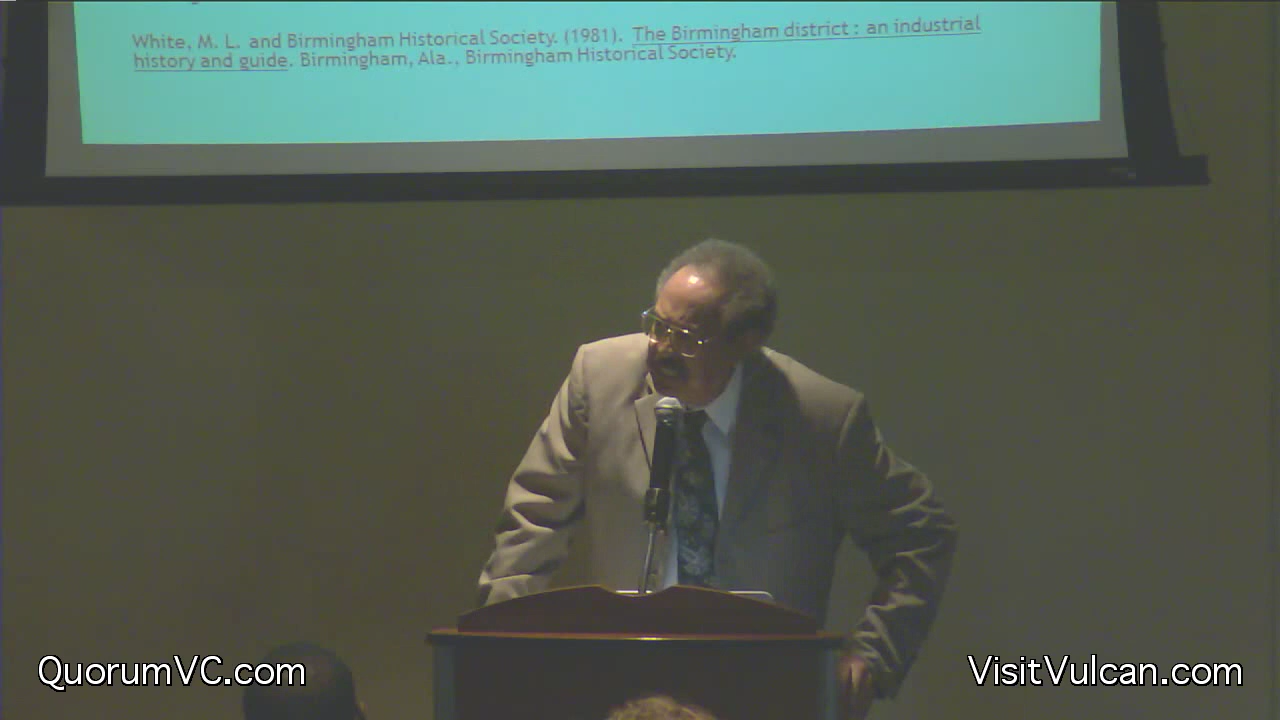 White, M. L. and Birmingham Historical Society. (1981). The Birmingham district : an industrial
history and guide. Birmingham, Ala., Birmingham Historical Society.
QuorumVC.com
VisitVulcan.com